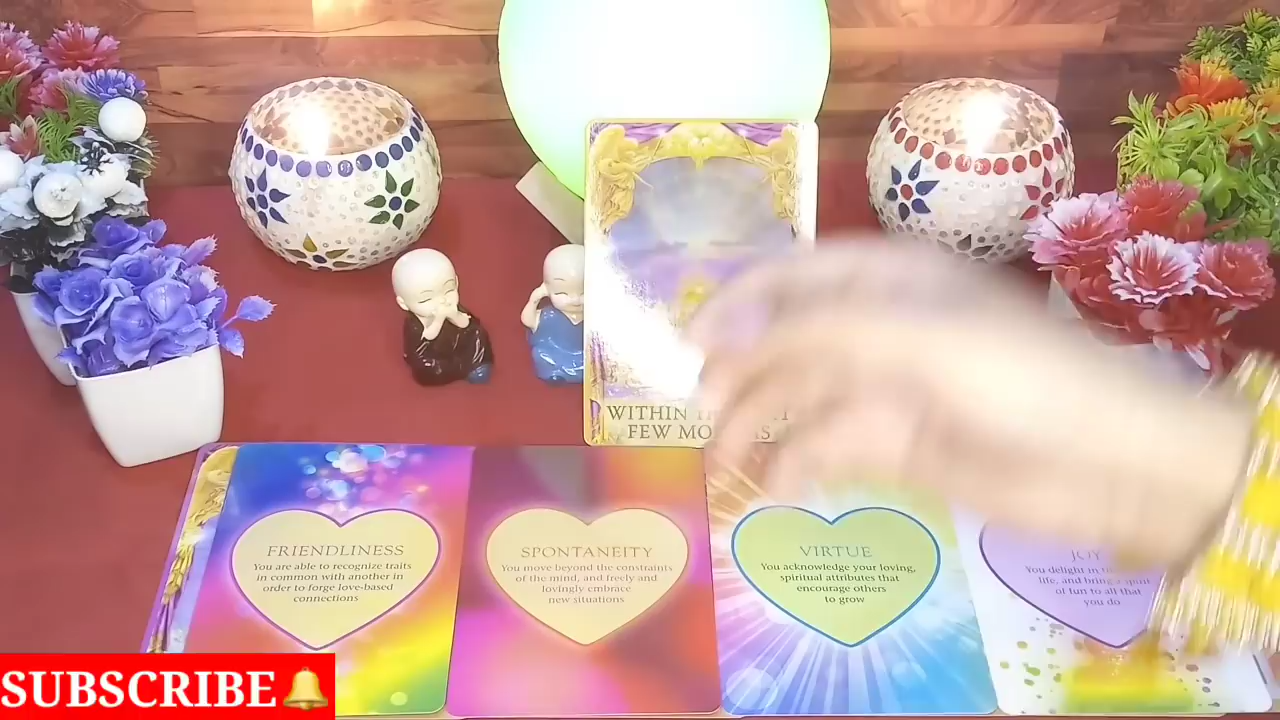 WITHIN
FEW
FRIENDLINESS
You are able to recognize traits
in common with another in
order to forge love-based
connections
SPONTANEITY
You move beyond the constraints
of the mind, and freely and
lovingly embrace
new situations
VIRTUE
You acknowledge your loving,
spiritual attributes that
encourage others
to grow
JOY
You delight in
life, and bring a spirit
of fun to all that
you do
SUBSCRIBE